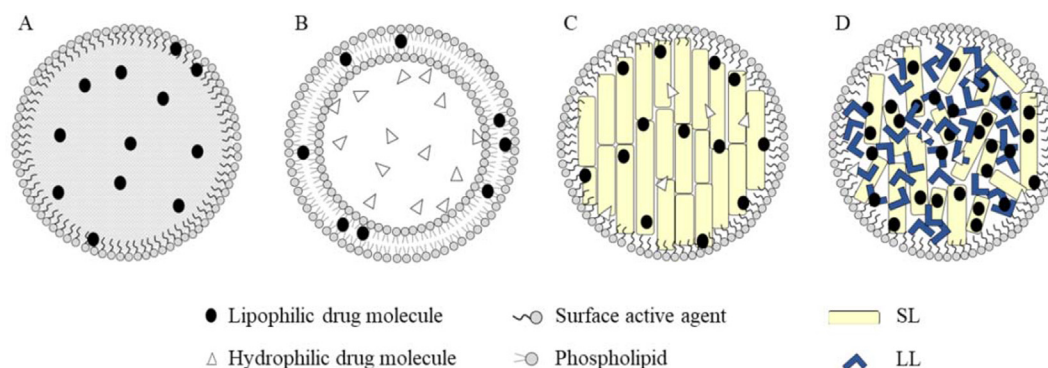 A B C D
Lipophilic drug molecule Surface active agent SL
Hydrophilic drug molecule Phospholipid LL